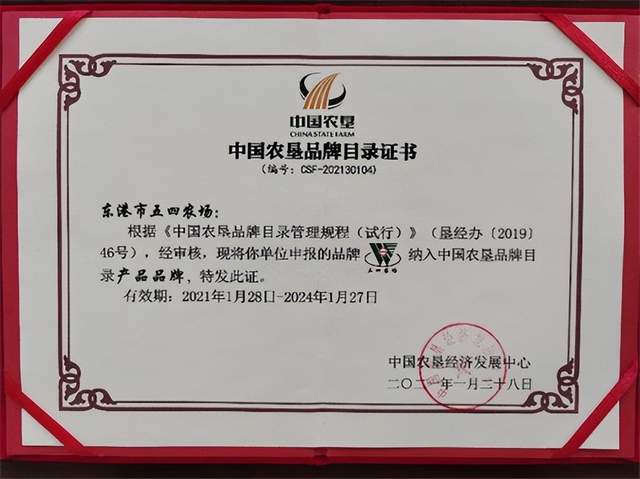 中国农垦
CHINA STATE FARM
中国农垦品牌目录证书
(编号: CSF-202130104)
东港市五四农场:
根据《中国农垦品牌目录管理规程（试行）》（垦经办〔2019〕
46号），经审核，现将你单位申报的品牌 五四农场 纳入中国农垦品牌目
录产品品牌，特发此证。
有效期: 2021年1月28日-2024年1月27日
中国农垦经济发展中心
二〇二一年一月二十八日